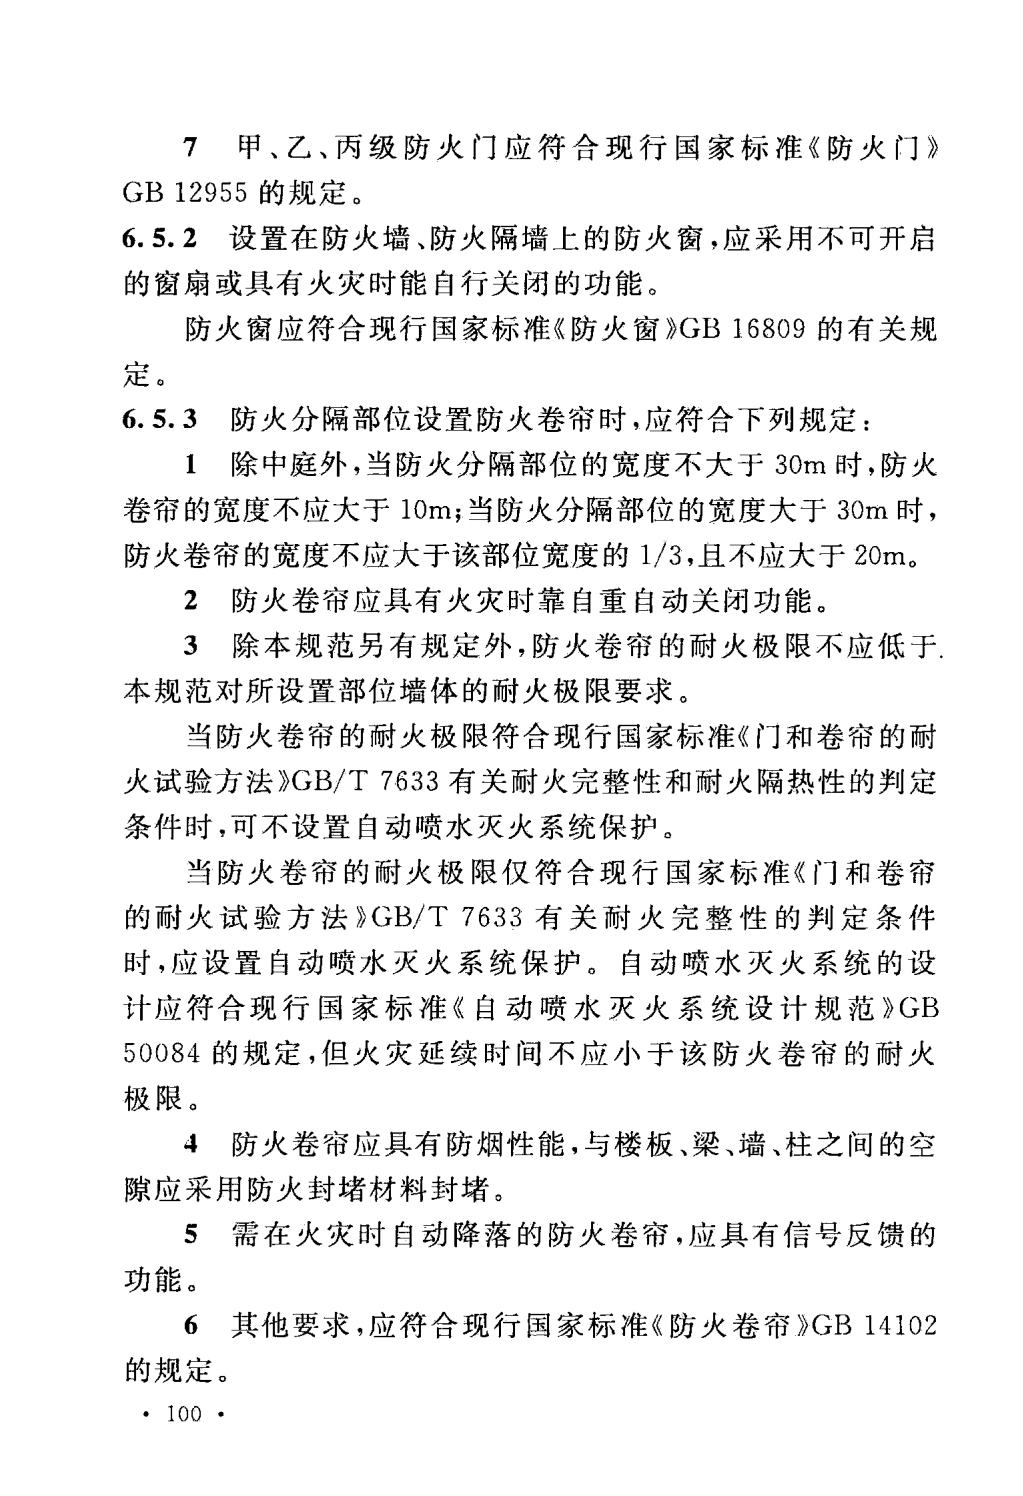 7 甲、乙、丙级防火门应符合现行国家标准《防火门》
GB 12955 的规定。
6.5.2 设置在防火墙、防火隔墙上的防火窗,应采用不可开启
的窗扇或具有火灾时能自行关闭的功能。
防火窗应符合现行国家标准《防火窗》GB 16809 的有关规
定。
6.5.3 防火分隔部位设置防火卷帘时,应符合下列规定:
1 除中庭外,当防火分隔部位的宽度不大于 30m 时,防火
卷帘的宽度不应大于 10m;当防火分隔部位的宽度大于 30m 时,
防火卷帘的宽度不应大于该部位宽度的 1/3,且不应大于 20m。
2 防火卷帘应具有火灾时靠自重自动关闭功能。
3 除本规范另有规定外,防火卷帘的耐火极限不应低于
本规范对所设置部位墙体的耐火极限要求。
当防火卷帘的耐火极限符合现行国家标准《门和卷帘的耐
火试验方法》GB/T 7633 有关耐火完整性和耐火隔热性的判定
条件时,可不设置自动喷水灭火系统保护。
当防火卷帘的耐火极限仅符合现行国家标准《门和卷帘
的耐火试验方法》GB/T 7633 有关耐火完整性的判定条件
时,应设置自动喷水灭火系统保护。自动喷水灭火系统的设
计应符合现行国家标准《自动喷水灭火系统设计规范》GB
50084 的规定,但火灾延续时间不应小于该防火卷帘的耐火
极限。
4 防火卷帘应具有防烟性能,与楼板、梁、墙、柱之间的空
隙应采用防火封堵材料封堵。
5 需在火灾时自动降落的防火卷帘,应具有信号反馈的
功能。
6 其他要求,应符合现行国家标准《防火卷帘》GB 14102
的规定。
· 100 ·